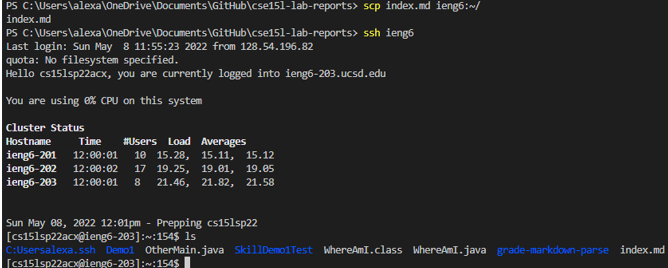 PS C:\Users\alexa\OneDrive\Documents\GitHub\cse15l-lab-reports> scp index.md ieng6:~/
index.md
PS C:\Users\alexa\OneDrive\Documents\GitHub\cse15l-lab-reports> ssh ieng6
Last login: Sun May  8 11:55:23 2022 from 128.54.196.82
quota: No filesystem specified.
Hello cs15lsp22acx, you are currently logged into ieng6-203.ucsd.edu
You are using 0% CPU on this system
Cluster Status
Hostname     Time    #Users  Load  Averages
ieng6-201   12:00:01   10  15.28,  15.11,  15.12
ieng6-202   12:00:02   17  19.25,  19.01,  19.05
ieng6-203   12:00:01   8   21.46,  21.82,  21.58
Sun May 08, 2022 12:01pm - Prepping cs15lsp22
[cs15lsp22acx@ieng6-203]:~:154$ ls
C:Usersalexa.ssh  Demo1  OtherMain.java  SkillDemo1Test  WhereAmI.class  WhereAmI.java  grade-markdown-parse  index.md
[cs15lsp22acx@ieng6-203]:~:154$